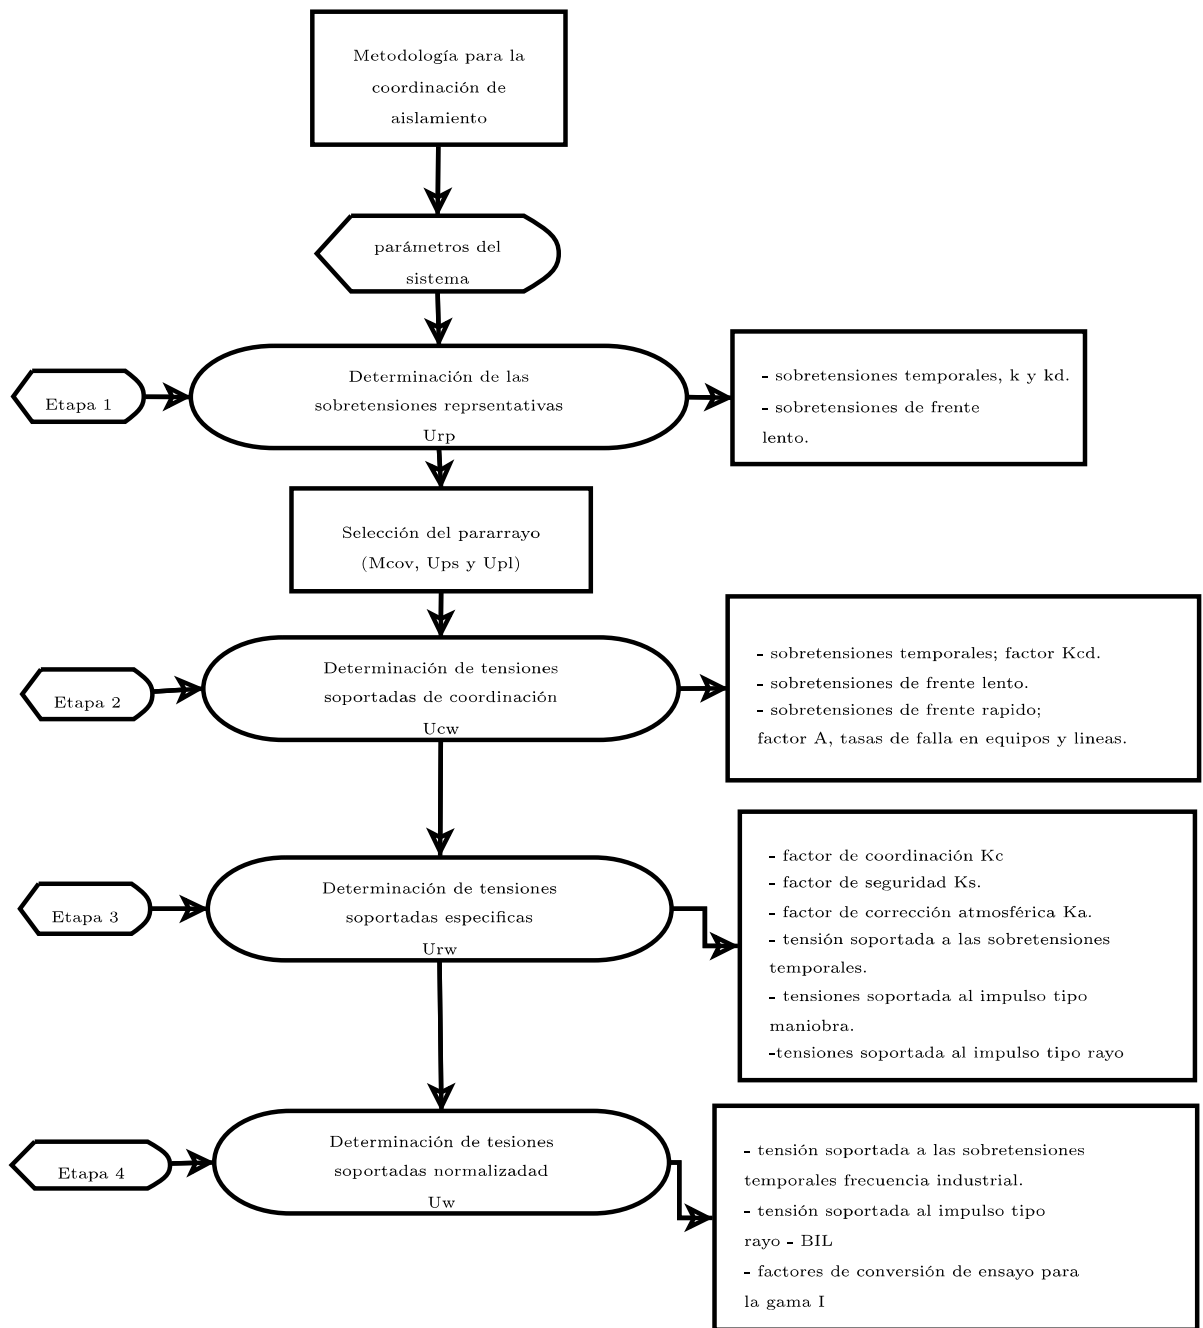 Metodología para la
coordinación de
aislamiento
parámetros del
sistema
Etapa 1
Determinación de las
sobretensiones reprsentativas
Urp
- sobretensiones temporales, k y kd.
- sobretensiones de frente
lento.
Selección del pararrayo
(Mcov, Ups y Upl)
Etapa 2
Determinación de tensiones
soportadas de coordinación
Ucw
- sobretensiones temporales; factor Kcd.
- sobretensiones de frente lento.
- sobretensiones de frente rapido;
factor A, tasas de falla en equipos y lineas.
Etapa 3
Determinación de tensiones
soportadas especificas
Urw
- factor de coordinación Kc
- factor de seguridad Ks.
- factor de corrección atmosférica Ka.
- tensión soportada a las sobretensiones
temporales.
- tensiones soportada al impulso tipo
maniobra.
-tensiones soportada al impulso tipo rayo
Etapa 4
Determinación de tesiones
soportadas normalizadad
Uw
- tensión soportada a las sobretensiones
temporales frecuencia industrial.
- tensión soportada al impulso tipo
rayo - BIL
- factores de conversión de ensayo para
la gama I